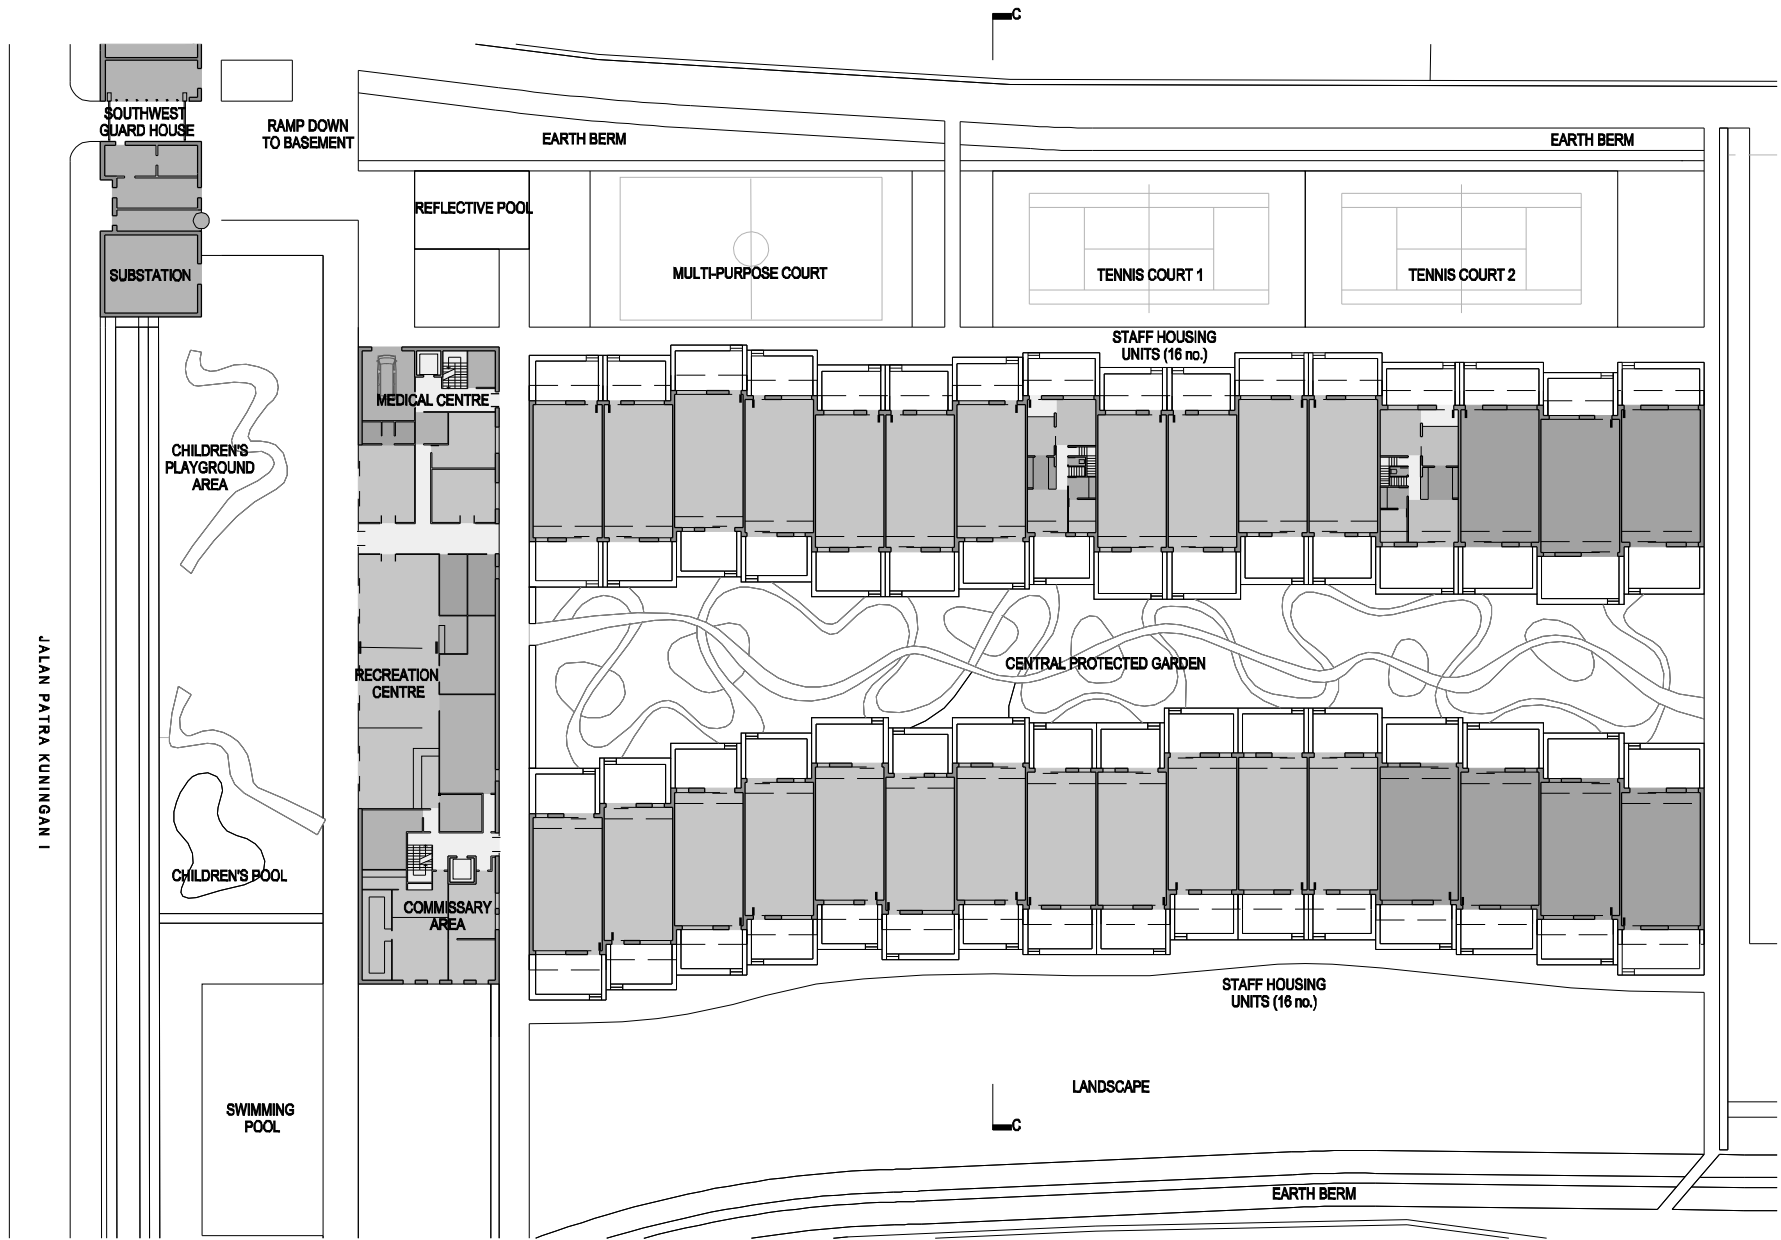 C
SOUTHWEST
GUARD HOUSE
RAMP DOWN
TO BASEMENT
EARTH BERM
EARTH BERM
REFLECTIVE POOL
SUBSTATION
MULTI-PURPOSE COURT
TENNIS COURT 1
TENNIS COURT 2
STAFF HOUSING
UNITS (16 no.)
MEDICAL CENTRE
CHILDREN'S
PLAYGROUND
AREA
JALAN PATRA KUNINGAN I
RECREATION
CENTRE
CENTRAL PROTECTED GARDEN
CHILDREN'S POOL
COMMISSARY
AREA
STAFF HOUSING
UNITS (16 no.)
LANDSCAPE
SWIMMING
POOL
C
EARTH BERM